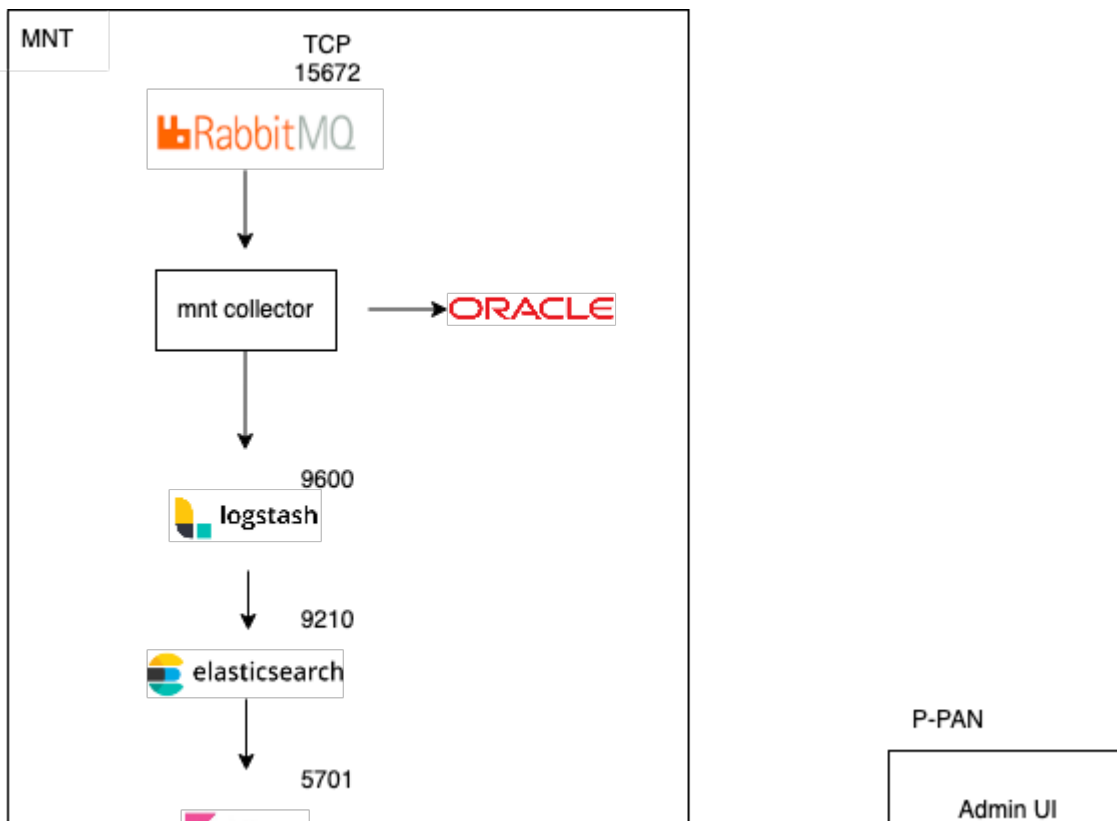 MNT
TCP
15672
RabbitMQ
mnt collector
ORACLE
9600
logstash
9210
elasticsearch
5701
P-PAN
Admin UI